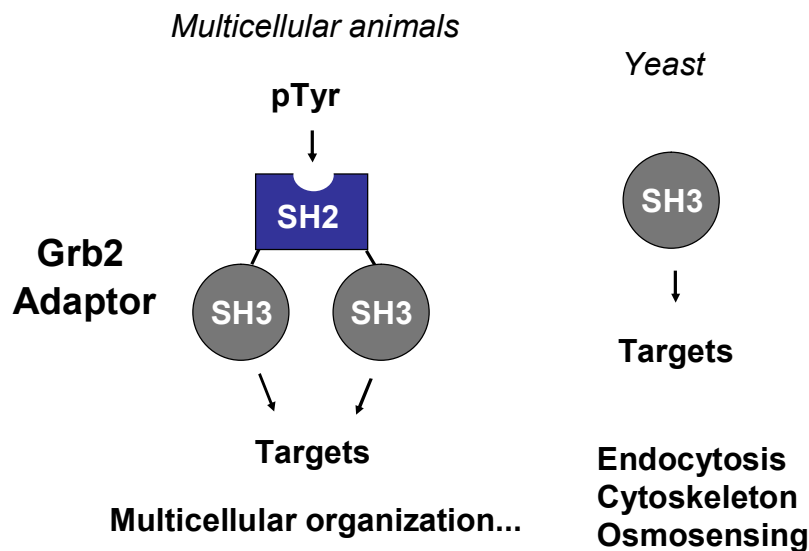 Multicellular animals
pTyr
SH2
Grb2
Adaptor
SH3
SH3
Targets
Multicellular organization...
Yeast
SH3
Targets
Endocytosis
Cytoskeleton
Osmosensing